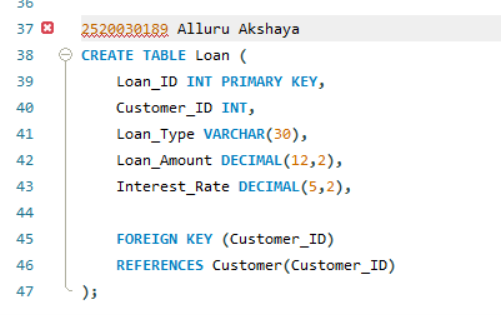 36
37 2520030189 Alluru Akshaya
38 CREATE TABLE Loan (
39 Loan_ID INT PRIMARY KEY,
40 Customer_ID INT,
41 Loan_Type VARCHAR(30),
42 Loan_Amount DECIMAL(12,2),
43 Interest_Rate DECIMAL(5,2),
44
45 FOREIGN KEY (Customer_ID)
46 REFERENCES Customer(Customer_ID)
47 );